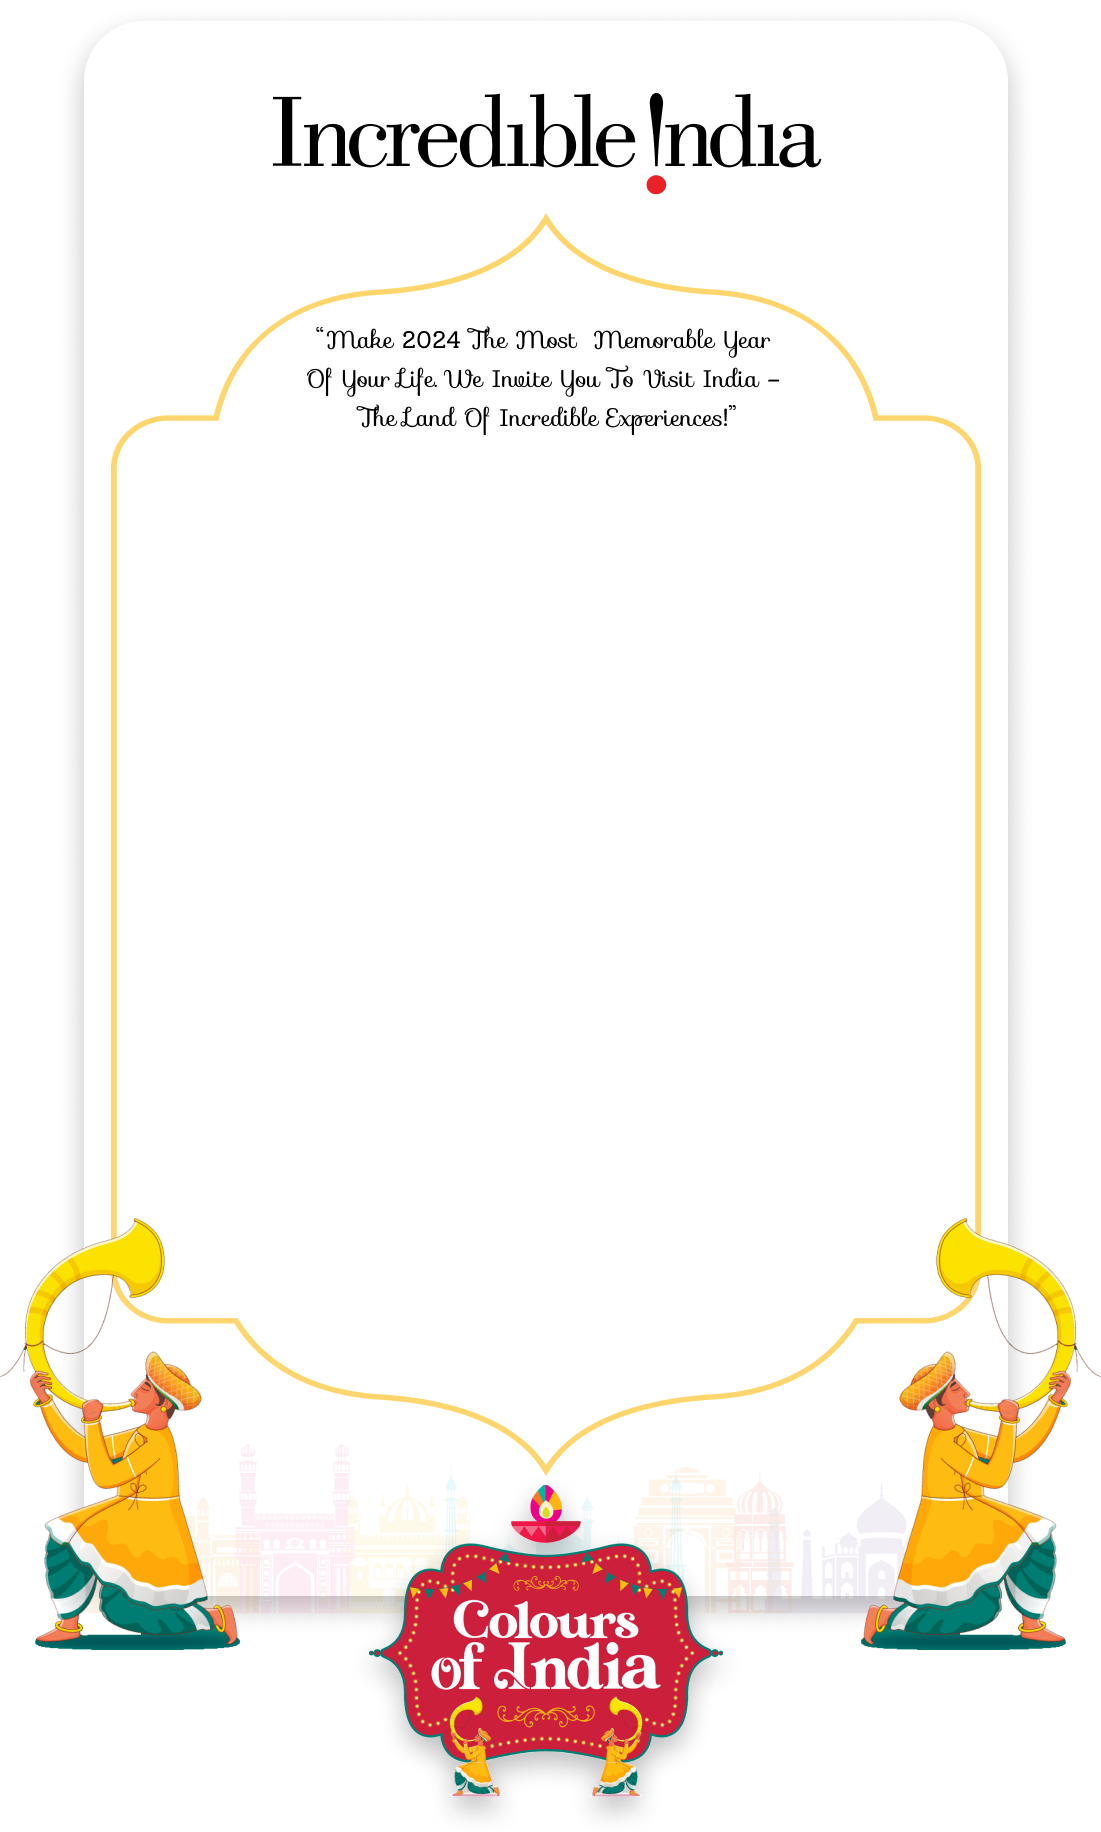 Incredible !ndia
“Make 2024 The Most Memorable Year
Of Your Life. We Invite You To Visit India –
The Land Of Incredible Experiences!”
Colours
of India